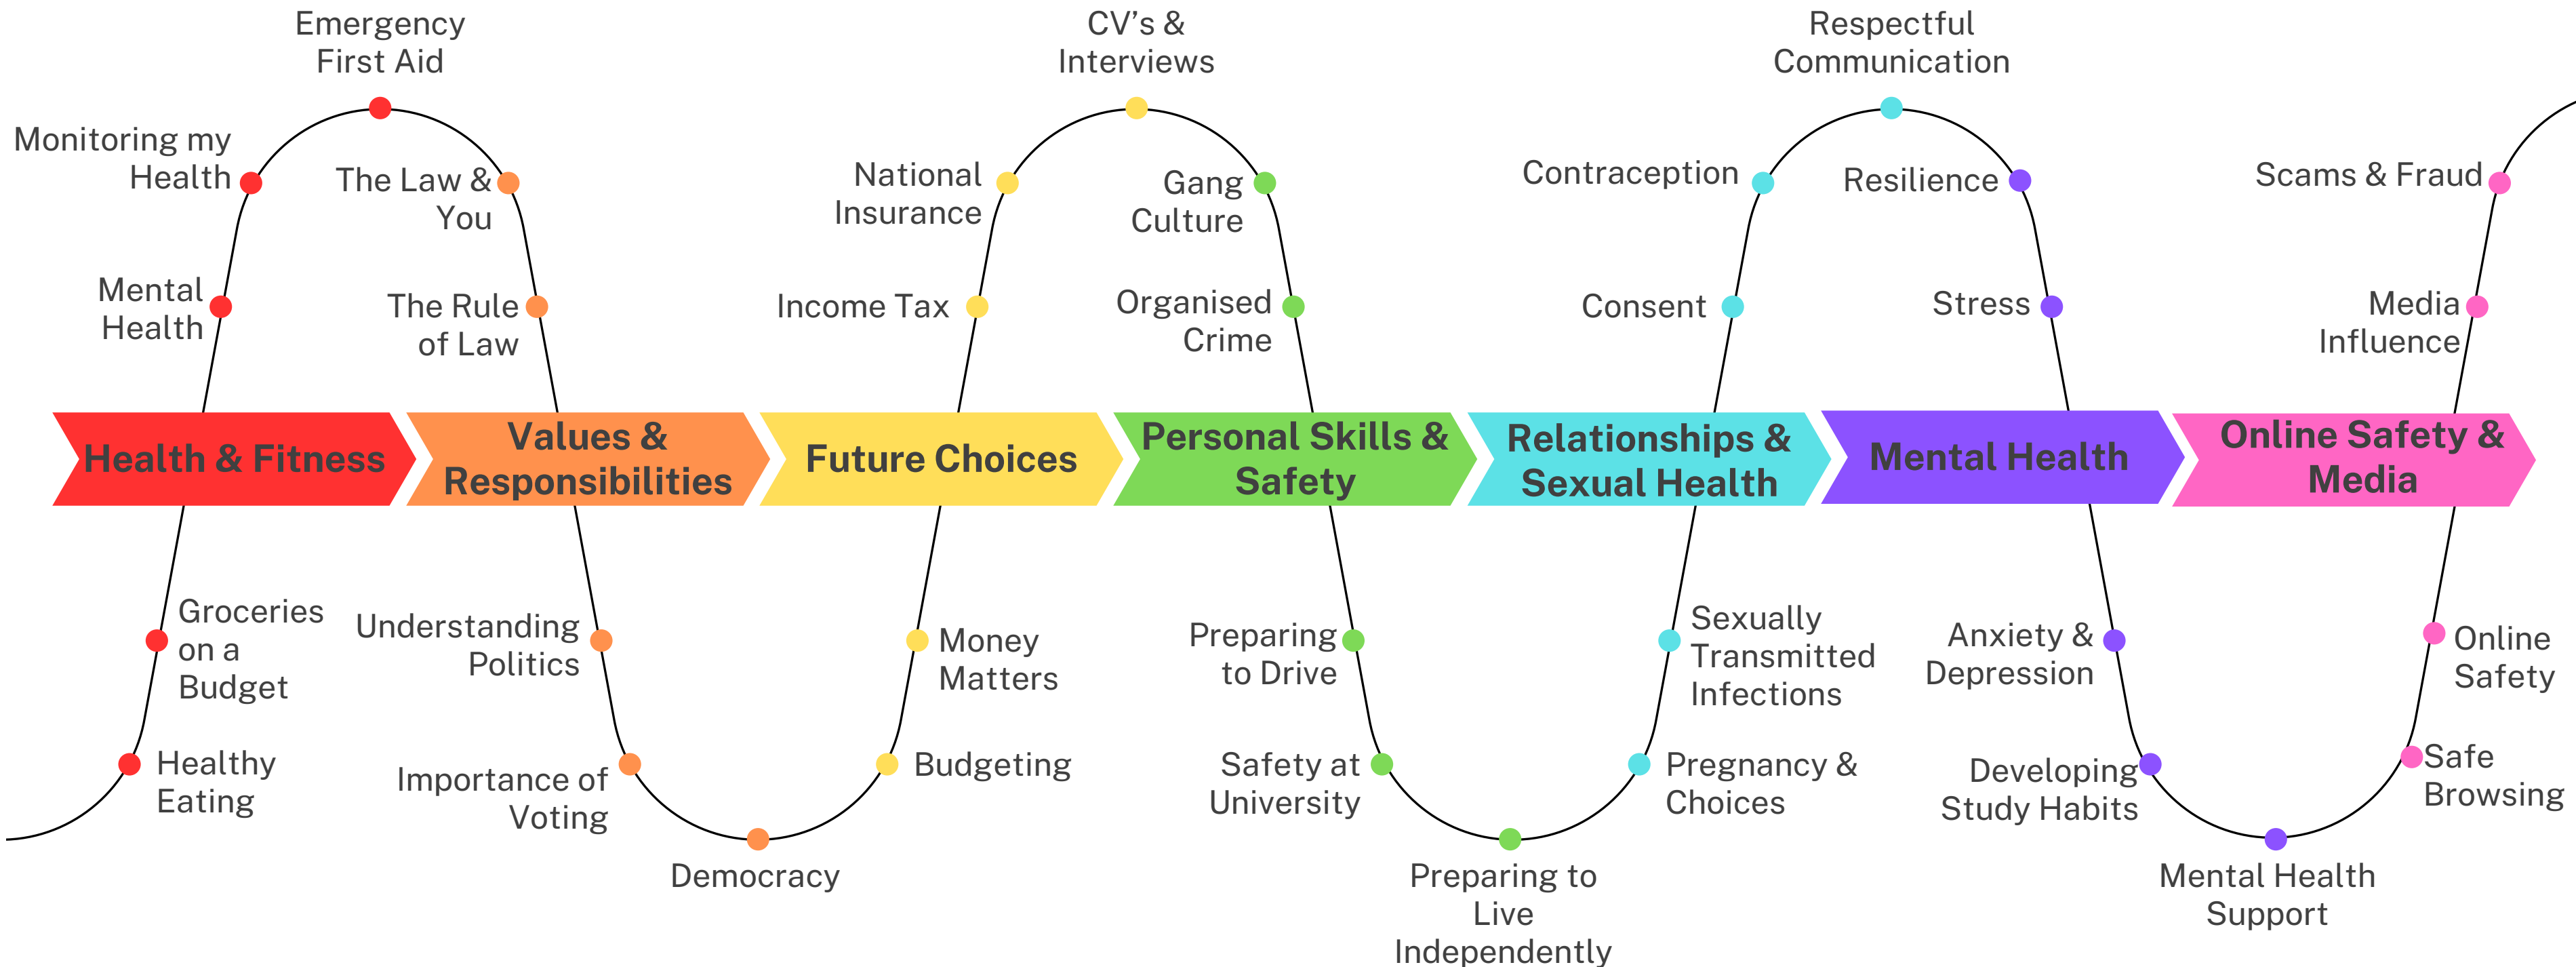 Emergency
First Aid
Monitoring my
Health
Mental
Health
The Law &
You
The Rule
of Law
CV’s &
Interviews
National
Insurance
Income Tax
Gang
Culture
Organised
Crime
Respectful
Communication
Contraception
Consent
Resilience
Stress
Scams & Fraud
Media
Influence
Health & Fitness
Values &
Responsibilities
Future Choices
Personal Skills &
Safety
Relationships &
Sexual Health
Mental Health
Online Safety &
Media
Groceries
on a
Budget
Healthy
Eating
Understanding
Politics
Importance of
Voting
Democracy
Money
Matters
Budgeting
Preparing
to Drive
Safety at
University
Preparing to
Live
Independently
Sexually
Transmitted
Infections
Pregnancy &
Choices
Anxiety &
Depression
Developing
Study Habits
Mental Health
Support
Online
Safety
Safe
Browsing